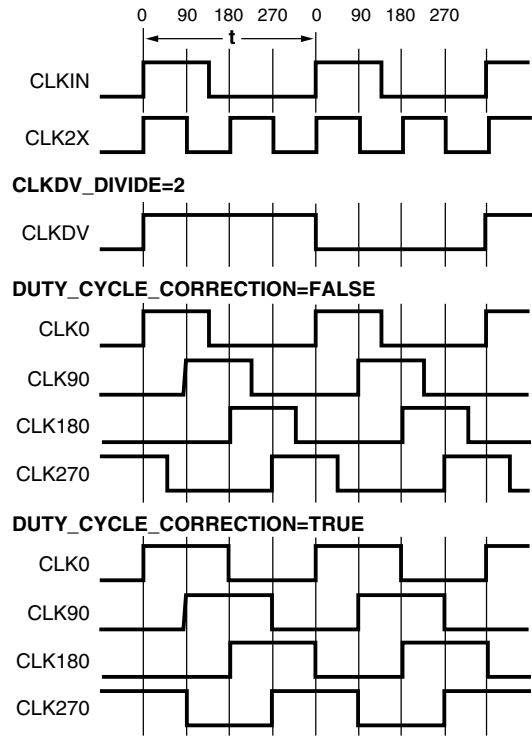 0 90 180 270 0 90 180 270
t
CLKIN
CLK2X
CLKDV_DIVIDE=2
CLKDV
DUTY_CYCLE_CORRECTION=FALSE
CLK0
CLK90
CLK180
CLK270
DUTY_CYCLE_CORRECTION=TRUE
CLK0
CLK90
CLK180
CLK270